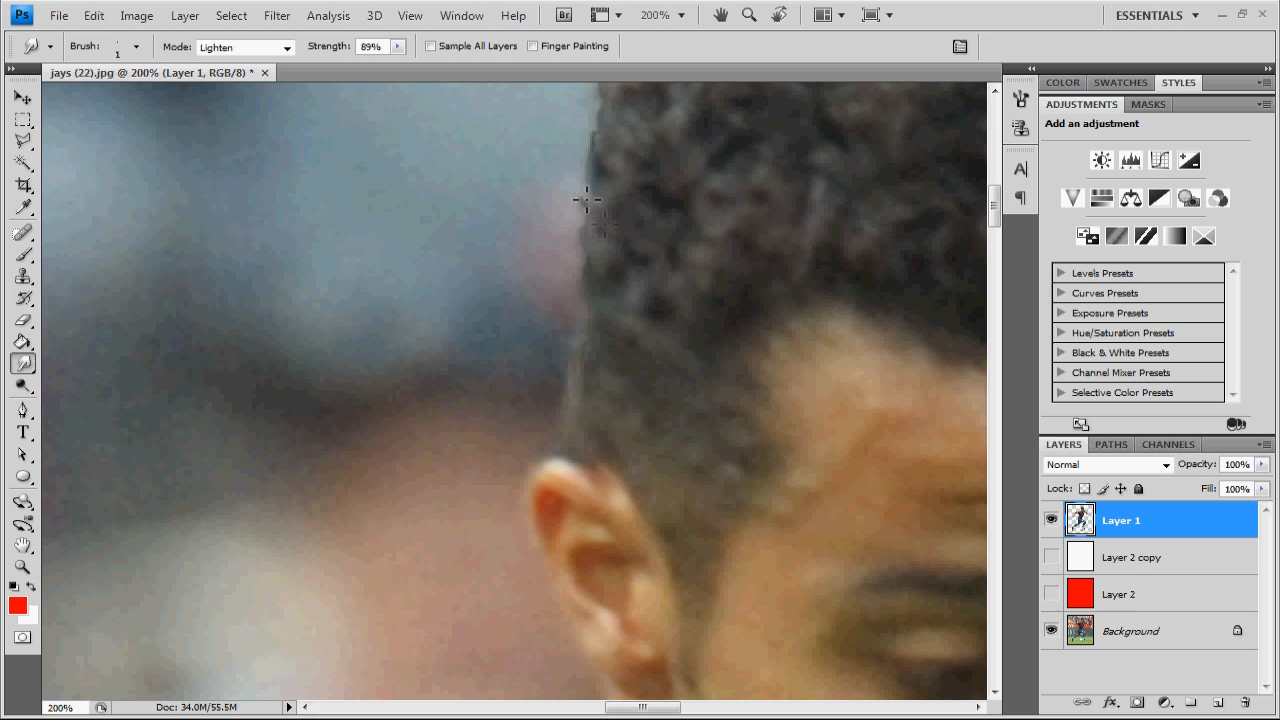 Ps File Edit Image Layer Select Filter Analysis 3D View Window Help Br 200% ESSENTIALS
Brush: 1 Mode: Lighten Strength: 89% Sample All Layers Finger Painting
jays (22).jpg @ 200% (Layer 1, RGB/8) *
COLOR SWATCHES STYLES
ADJUSTMENTS MASKS
Add an adjustment
Levels Presets
Curves Presets
Exposure Presets
Hue/Saturation Presets
Black & White Presets
Channel Mixer Presets
Selective Color Presets
LAYERS PATHS CHANNELS
Normal Opacity: 100%
Lock: Fill: 100%
Layer 1
Layer 2 copy
Layer 2
Background
200% Doc: 34.0M/55.5M